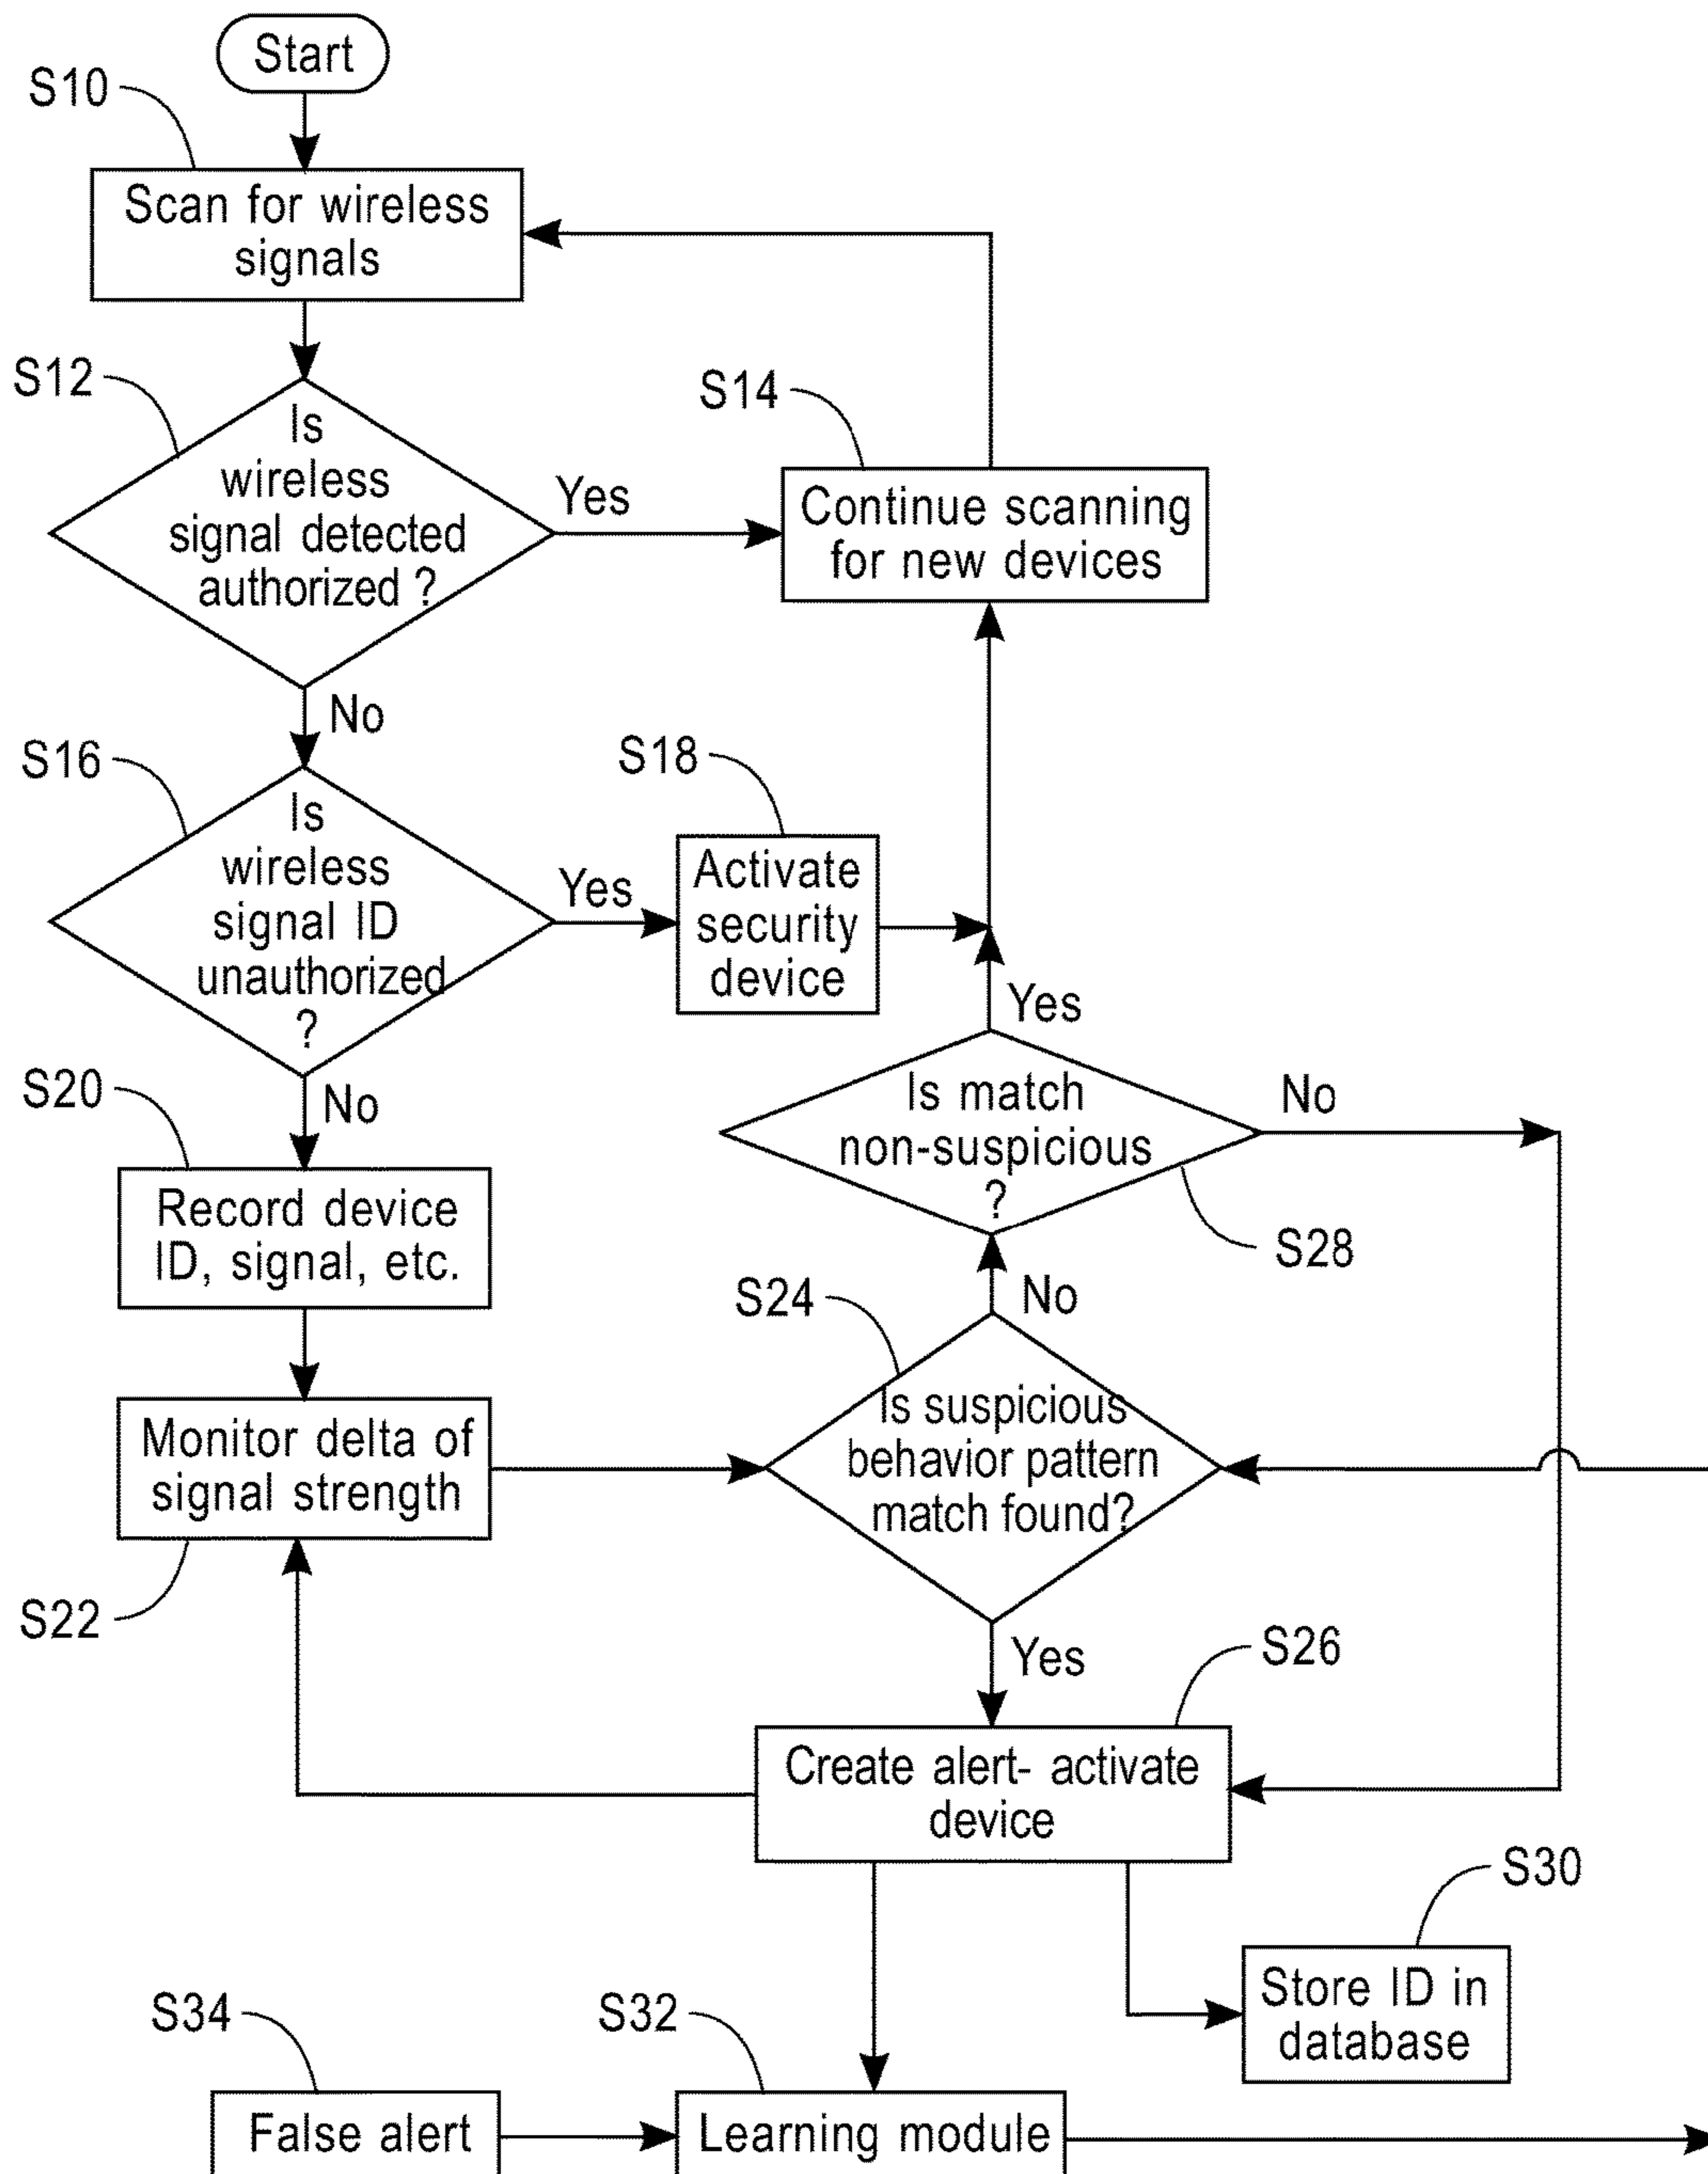 Start
S10
Scan for wireless
signals
S12
Is
wireless
signal detected
authorized ?
Yes
S14
Continue scanning
for new devices
No
S16
Is
wireless
signal ID
unauthorized
?
Yes
S18
Activate
security
device
Yes
No
S20
Record device
ID, signal, etc.
Is match
non-suspicious
?
No
S28
S24
No
Monitor delta of
signal strength
S22
Is suspicious
behavior pattern
match found?
Yes
S26
Create alert- activate
device
S30
Store ID in
database
S34
False alert
S32
Learning module